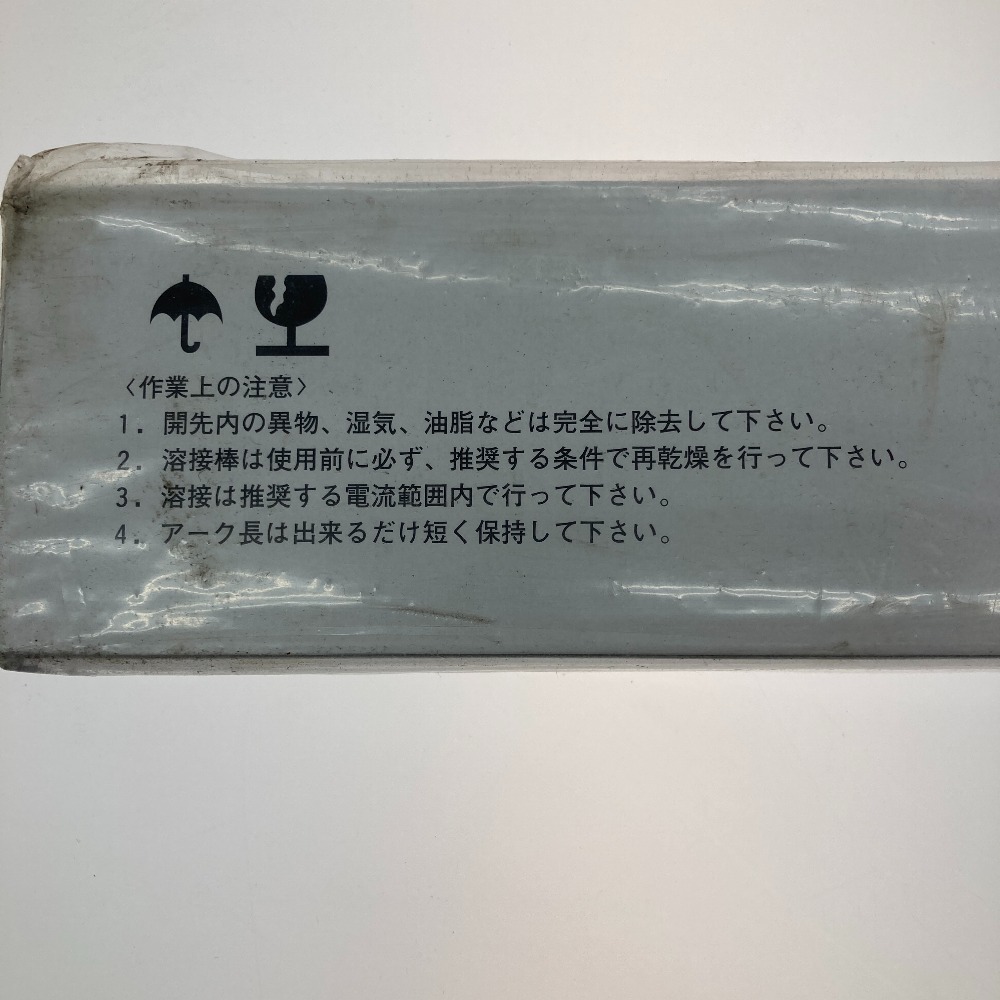 〈作業上の注意〉
1. 開先内の異物、湿気、油脂などは完全に除去して下さい。
2. 溶接棒は使用前に必ず、推奨する条件で再乾燥を行って下さい。
3. 溶接は推奨する電流範囲内で行って下さい。
4. アーク長は出来るだけ短く保持して下さい。